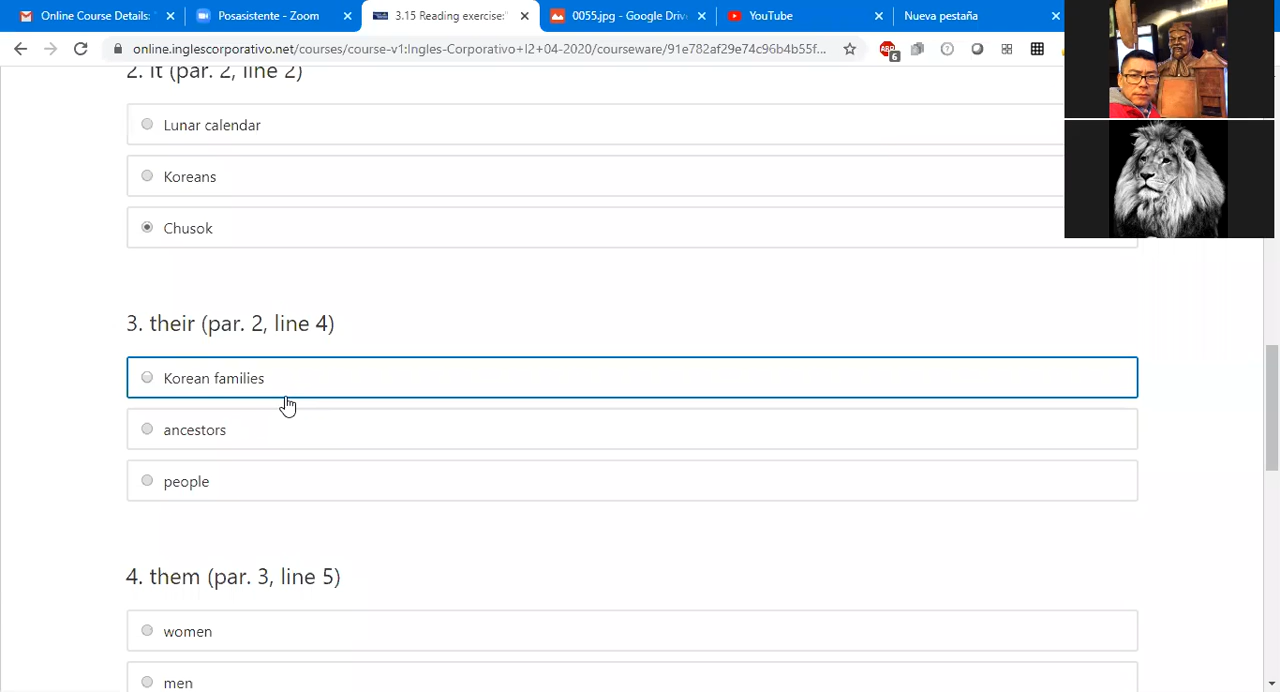 Online Course Details: "
Posasistente - Zoom
3.15 Reading exercise:"
0055.jpg - Google Driv
YouTube
Nueva pestaña
online.inglescorporativo.net/courses/course-v1:Ingles-Corporativo+I2+04-2020/courseware/91e782af29e74c96b4b55f...
ABP
6
2. it (par. 2, line 2)
Lunar calendar
Koreans
Chusok
3. their (par. 2, line 4)
Korean families
ancestors
people
4. them (par. 3, line 5)
women
men